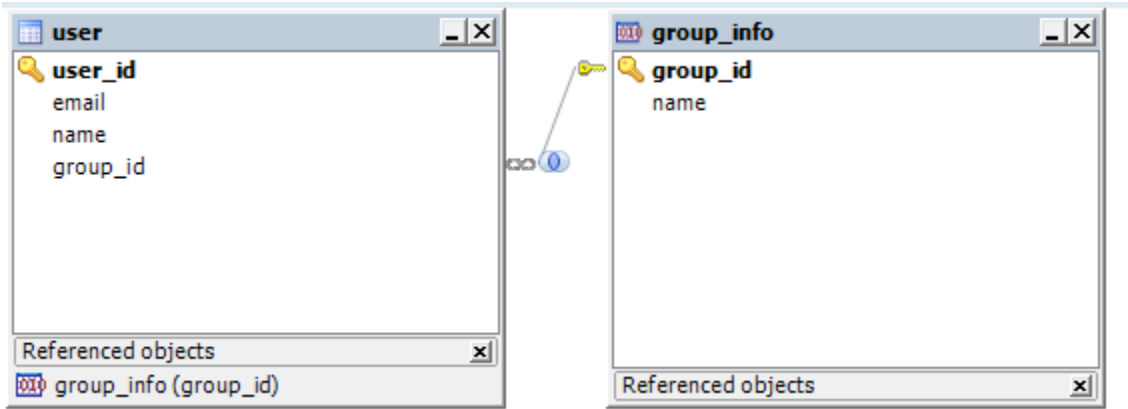 user
user_id
email
name
group_id
Referenced objects
group_info (group_id)
group_info
group_id
name
Referenced objects